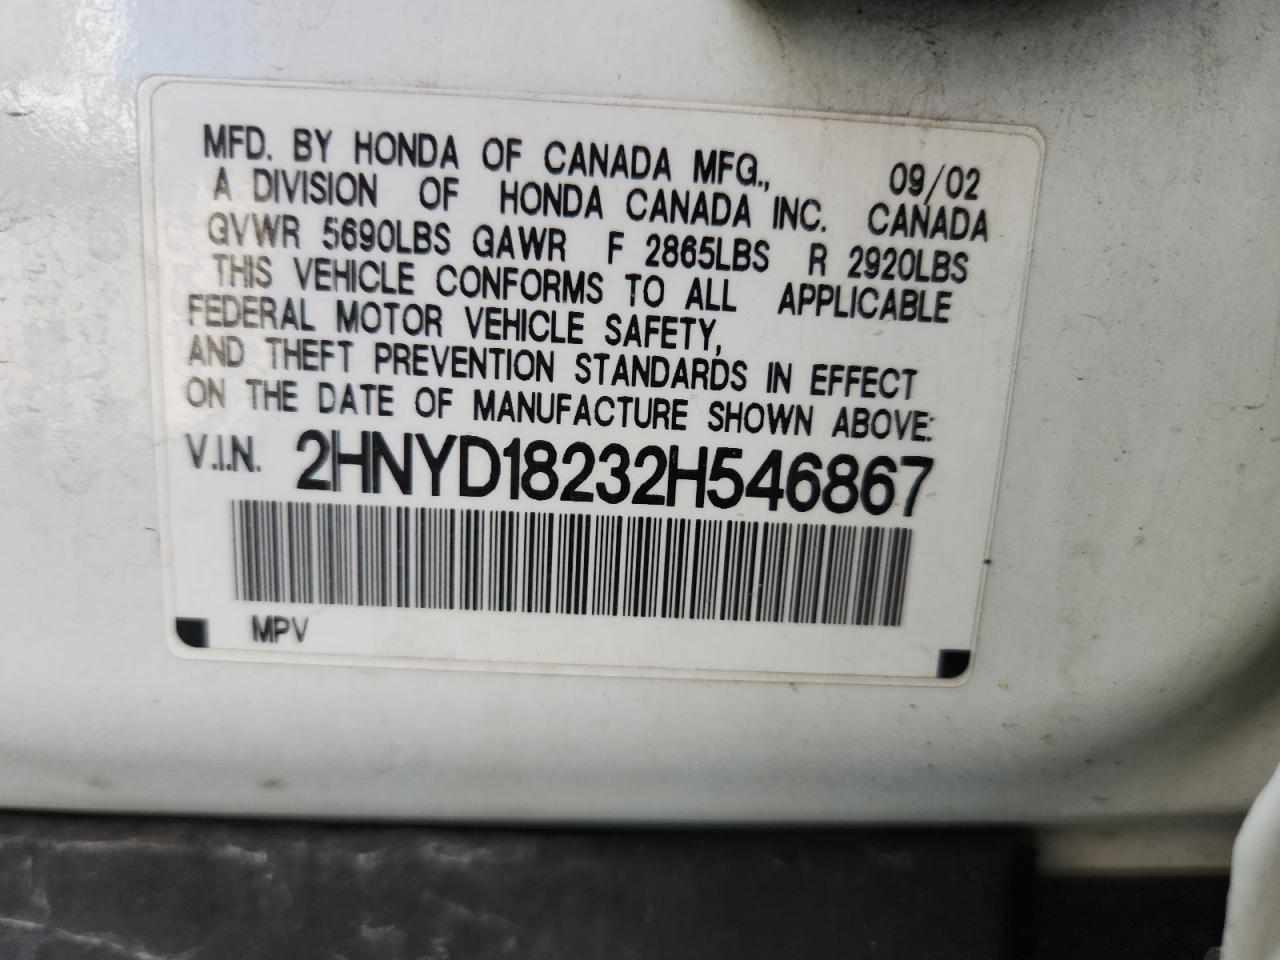 MFD. BY HONDA OF CANADA MFG., 09/02
A DIVISION OF HONDA CANADA INC. CANADA
GVWR 5690LBS GAWR F 2865LBS R 2920LBS
THIS VEHICLE CONFORMS TO ALL APPLICABLE
FEDERAL MOTOR VEHICLE SAFETY,
AND THEFT PREVENTION STANDARDS IN EFFECT
ON THE DATE OF MANUFACTURE SHOWN ABOVE:
V.I.N. 2HNYD18232H546867
MPV